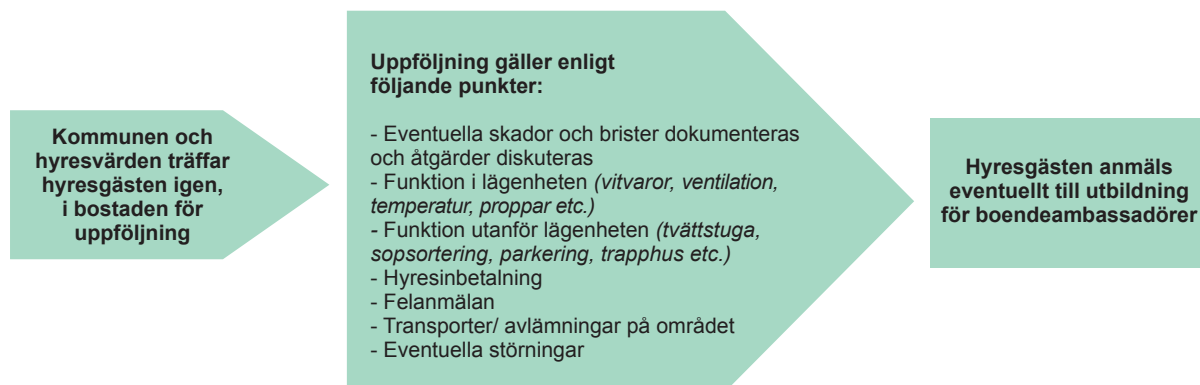 Kommunen och
hyresvärden träffar
hyresgästen igen,
i bostaden för
uppföljning
Uppföljning gäller enligt
följande punkter:
- Eventuella skador och brister dokumenteras
och åtgärder diskuteras
- Funktion i lägenheten (vitvaror, ventilation,
temperatur, proppar etc.)
- Funktion utanför lägenheten (tvättstuga,
sopsortering, parkering, trapphus etc.)
- Hyresinbetalning
- Felanmälan
- Transporter/ avlämningar på området
- Eventuella störningar
Hyresgästen anmäls
eventuellt till utbildning
för boendeambassadörer